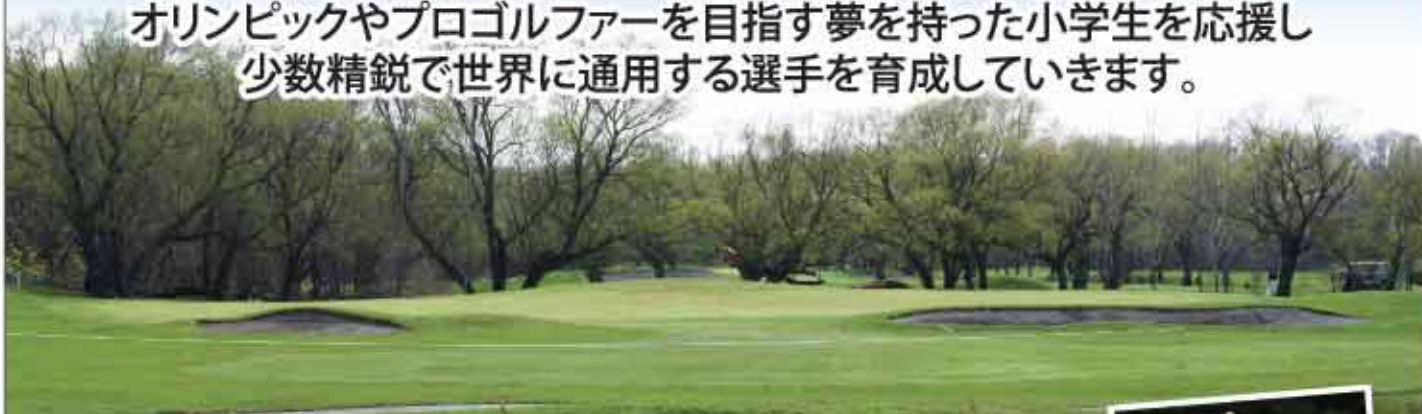 オリンピックやプロゴルファーを目指す夢を持った小学生を応援し
少数精鋭で世界に通用する選手を育成していきます。